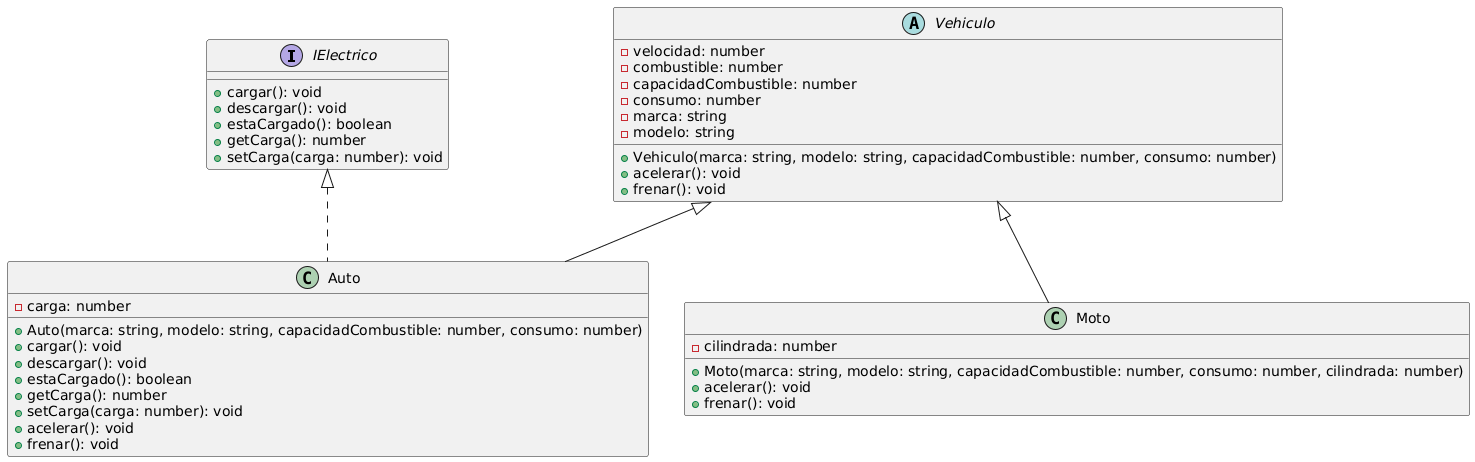 I IElectrico
cargar(): void
descargar(): void
estaCargado(): boolean
getCarga(): number
setCarga(carga: number): void
A Vehiculo
velocidad: number
combustible: number
capacidadCombustible: number
consumo: number
marca: string
modelo: string
Vehiculo(marca: string, modelo: string, capacidadCombustible: number, consumo: number)
acelerar(): void
frenar(): void
C Auto
carga: number
Auto(marca: string, modelo: string, capacidadCombustible: number, consumo: number)
cargar(): void
descargar(): void
estaCargado(): boolean
getCarga(): number
setCarga(carga: number): void
acelerar(): void
frenar(): void
C Moto
cilindrada: number
Moto(marca: string, modelo: string, capacidadCombustible: number, consumo: number, cilindrada: number)
acelerar(): void
frenar(): void